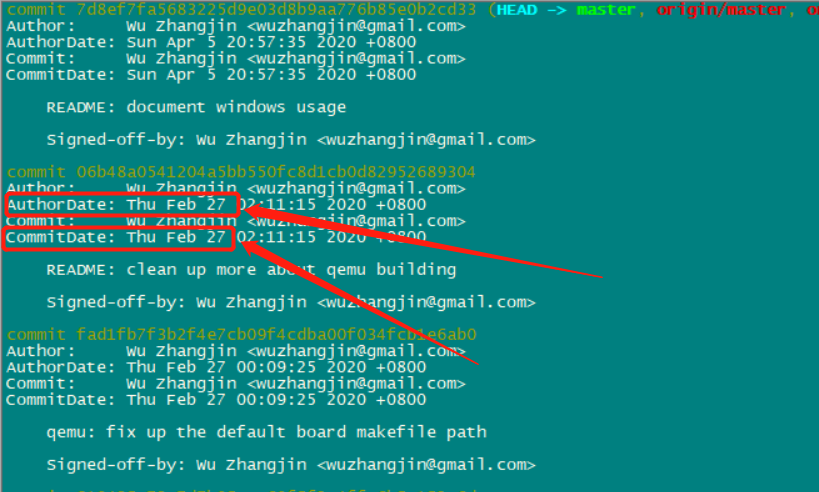 commit 7d8ef7fa5683225d9e03d8b9aa776b85e0b2cd33 (HEAD -> master, origin/master,
Author:     Wu Zhangjin <wuzhangjin@gmail.com>
AuthorDate: Sun Apr 5 20:57:35 2020 +0800
Commit:     Wu Zhangjin <wuzhangjin@gmail.com>
CommitDate: Sun Apr 5 20:57:35 2020 +0800
README: document windows usage
Signed-off-by: Wu Zhangjin <wuzhangjin@gmail.com>
commit 06b48a0541204a5bb550fc8d1cb0d82952689304
Author:     Wu Zhangjin <wuzhangjin@gmail.com>
AuthorDate: Thu Feb 27 02:11:15 2020 +0800
Commit:     Wu Zhangjin <wuzhangjin@gmail.com>
CommitDate: Thu Feb 27 02:11:15 2020 +0800
README: clean up more about qemu building
Signed-off-by: Wu Zhangjin <wuzhangjin@gmail.com>
commit fad1fb7f3b2f4e7cb09f4cdba00f034fcb1e6ab0
Author:     Wu Zhangjin <wuzhangjin@gmail.com>
AuthorDate: Thu Feb 27 00:09:25 2020 +0800
Commit:     Wu Zhangjin <wuzhangjin@gmail.com>
CommitDate: Thu Feb 27 00:09:25 2020 +0800
qemu: fix up the default board makefile path
Signed-off-by: Wu Zhangjin <wuzhangjin@gmail.com>